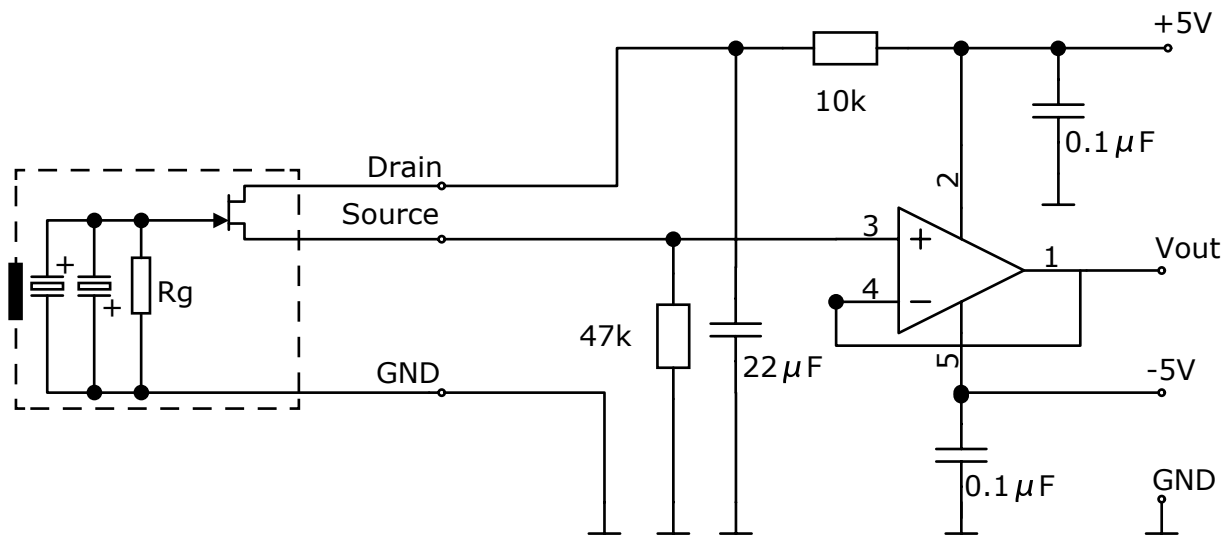 +5V
10k
0.1µF
Drain
2
Source
3
+
1
Vout
+
+
Rg
4
−
47k
22µF
5
GND
-5V
0.1µF
GND